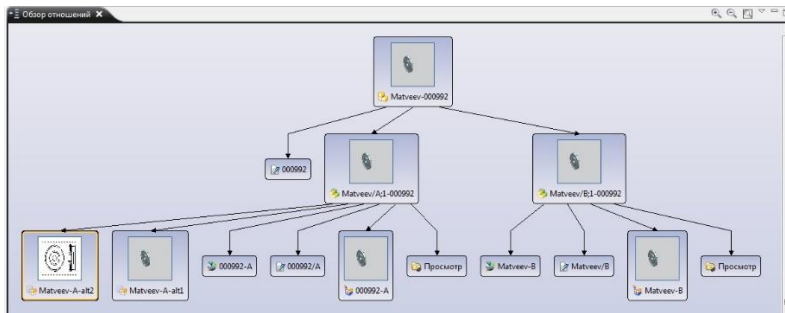 Обзор отношений
Matveev-000992
000992
Matveev/A;1-000992
Matveev/B;1-000992
Matveev-A-alt2
Matveev-A-alt1
000992-A
000992/A
000992-A
Просмотр
Matveev-B
Matveev/B
Matveev-B
Просмотр